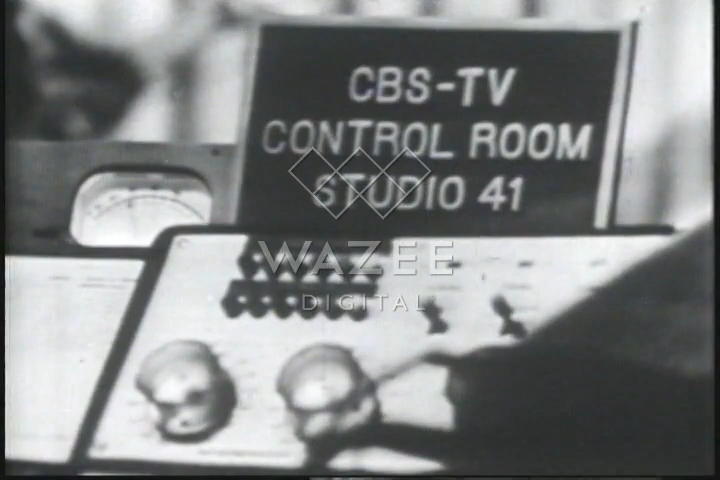 CBS-TV
CONTROL ROOM
STUDIO 41
WAZEE
DIGITAL